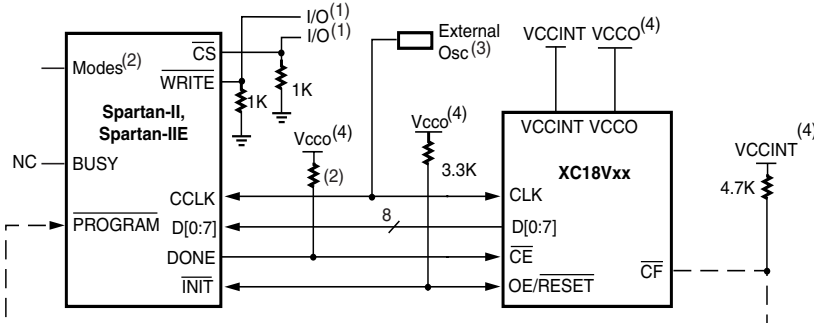 I/O(1)
I/O(1)
External
Osc(3)
VCCINT VCCO(4)
CS
Modes(2)
WRITE
1K
1K
Spartan-II,
Spartan-IIE
Vcco(4)
Vcco(4)
VCCINT VCCO
VCCINT(4)
NC
BUSY
(2)
3.3K
XC18Vxx
4.7K
CCLK
CLK
PROGRAM
D[0:7]
8
D[0:7]
DONE
CE
CF
INIT
OE/RESET